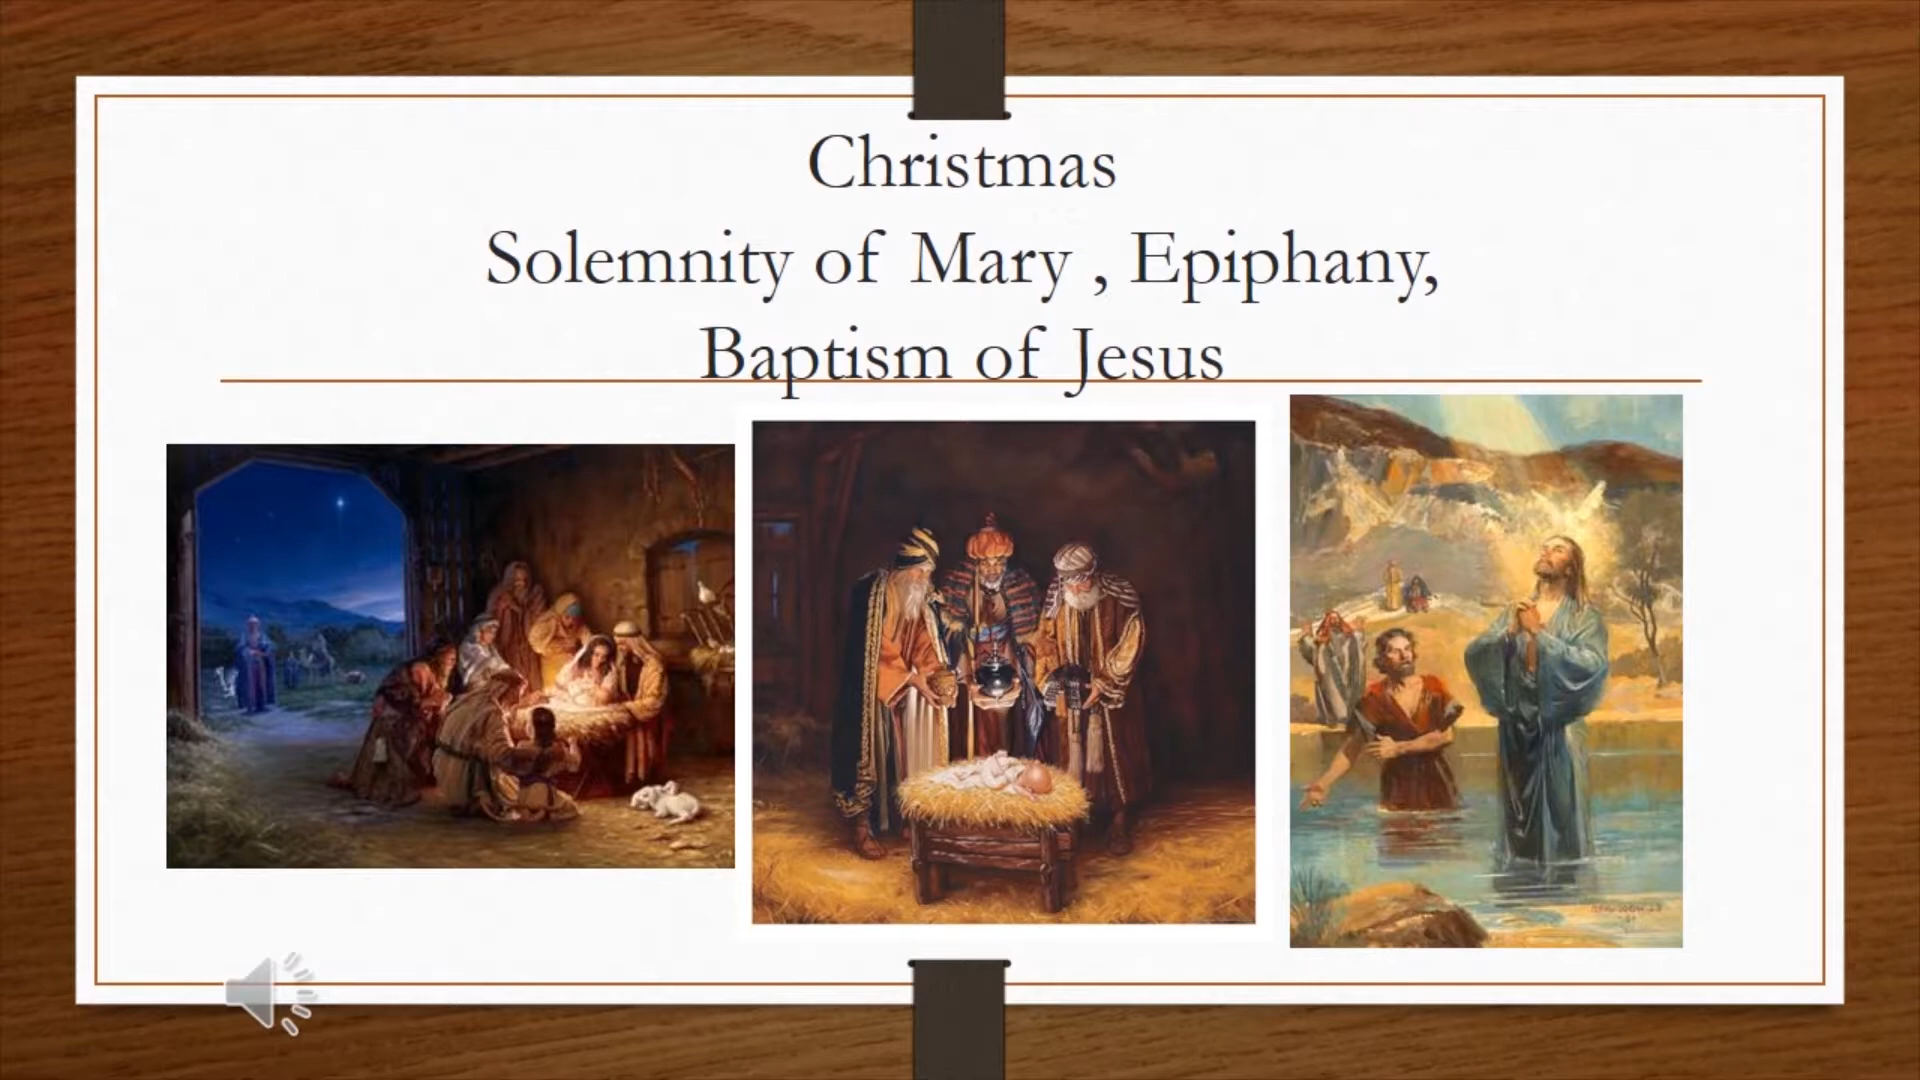 Christmas
Solemnity of Mary , Epiphany,
Baptism of Jesus